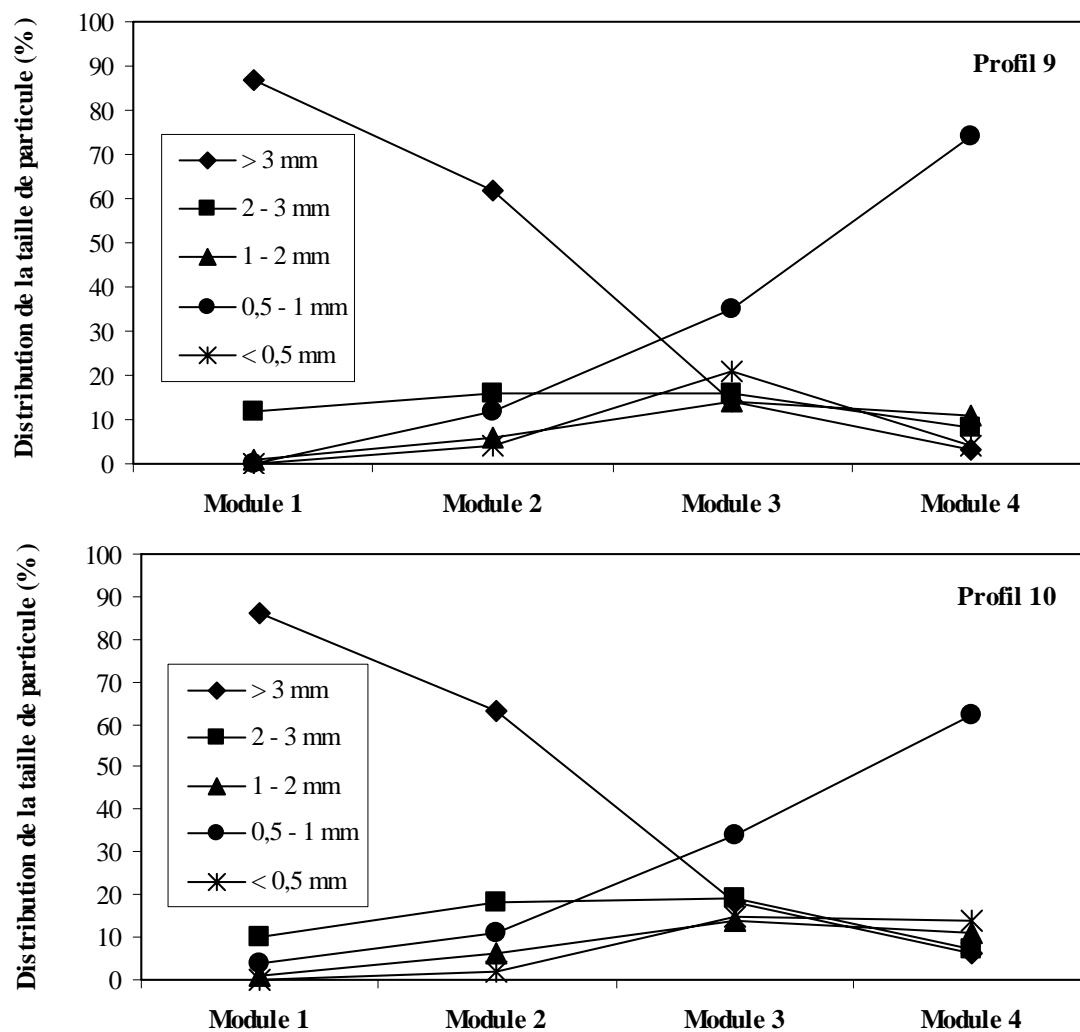 Distribution de la taille de particule (%)
100
90
80
70
60
50
40
30
20
10
0
Profil 9
> 3 mm
2 - 3 mm
1 - 2 mm
0,5 - 1 mm
< 0,5 mm
Module 1 Module 2 Module 3 Module 4
Distribution de la taille de particule (%)
100
90
80
70
60
50
40
30
20
10
0
Profil 10
> 3 mm
2 - 3 mm
1 - 2 mm
0,5 - 1 mm
< 0,5 mm
Module 1 Module 2 Module 3 Module 4